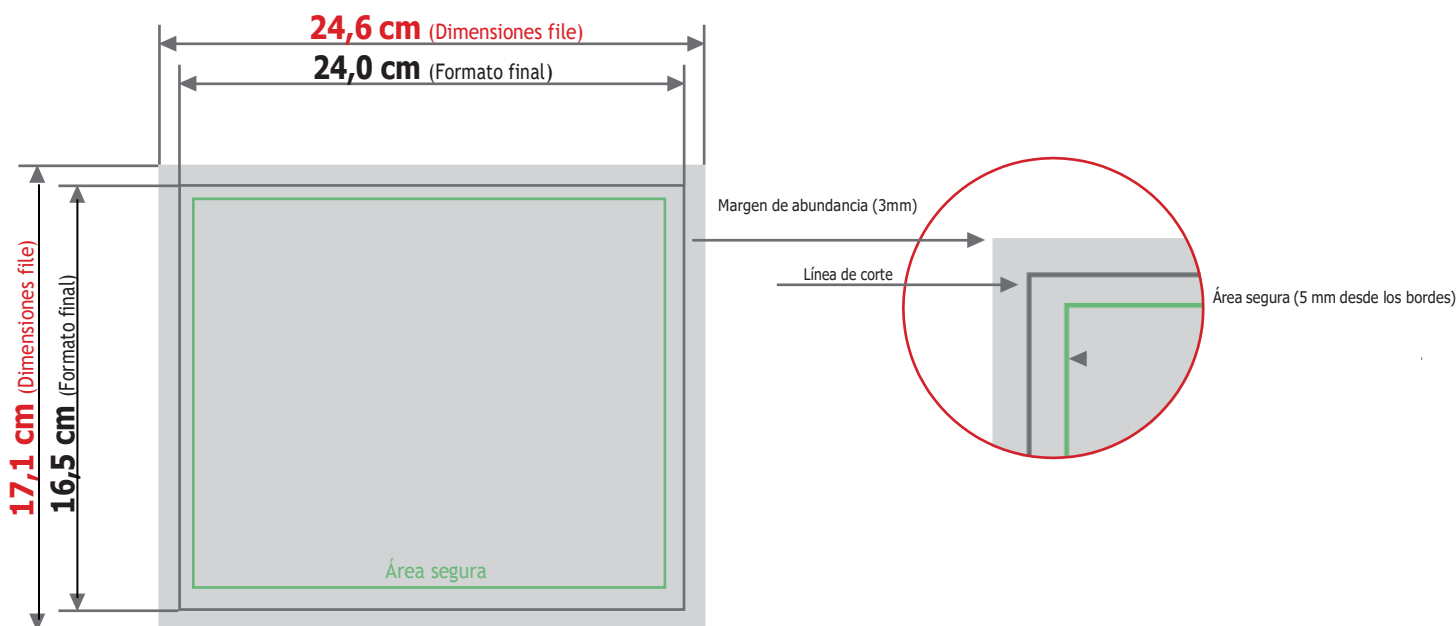 24,6 cm (Dimensiones file)
24,0 cm (Formato final)
17,1 cm (Dimensiones file)
16,5 cm (Formato final)
Margen de abundancia (3mm)
Línea de corte
Área segura (5 mm desde los bordes)
Área segura